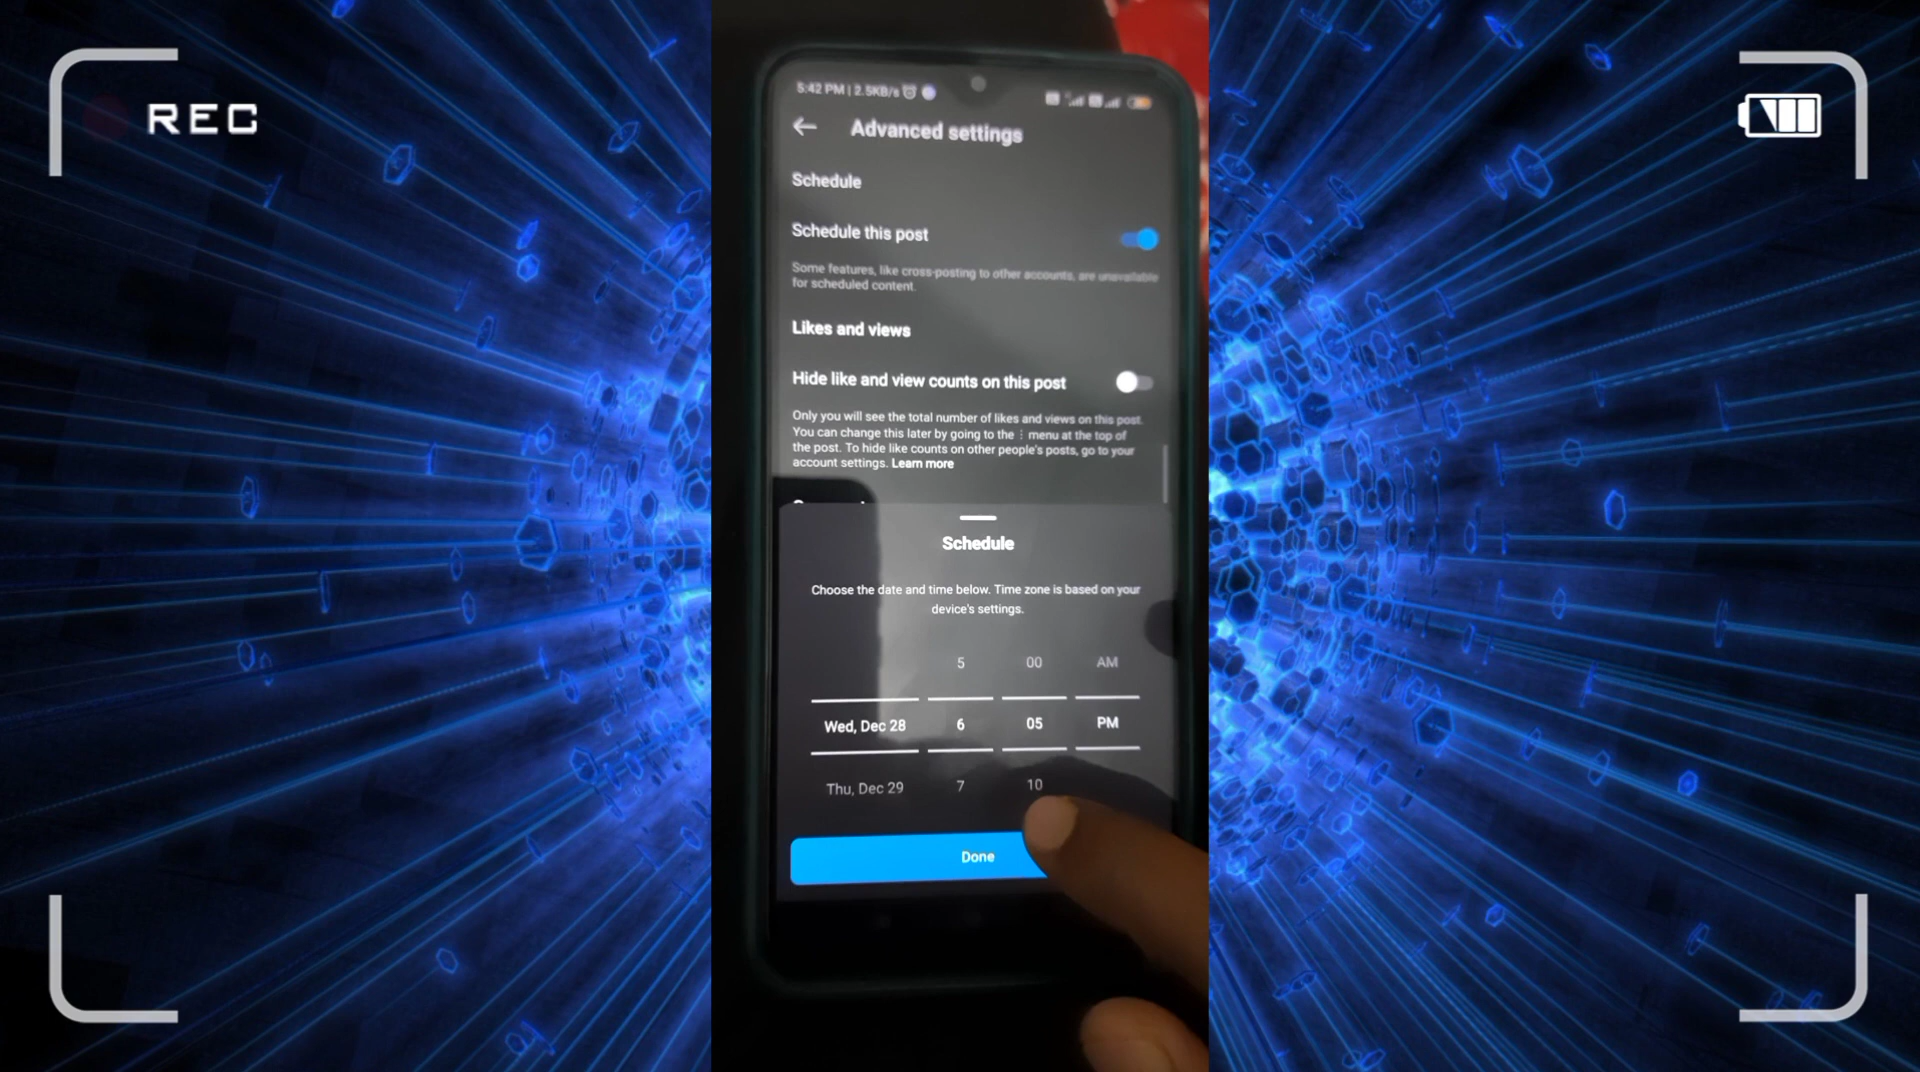 REC
5:42 PM | 2.5KB/s
Advanced settings
Schedule
Schedule this post
Some features, like cross-posting to other accounts, are unavailable
for scheduled content.
Likes and views
Hide like and view counts on this post
Only you will see the total number of likes and views on this post.
You can change this later by going to the ⋮ menu at the top of
the post. To hide like counts on other people's posts, go to your
account settings. Learn more
Schedule
Choose the date and time below. Time zone is based on your
device's settings.
5 00 AM
Wed, Dec 28 6 05 PM
Thu, Dec 29 7 10
Done